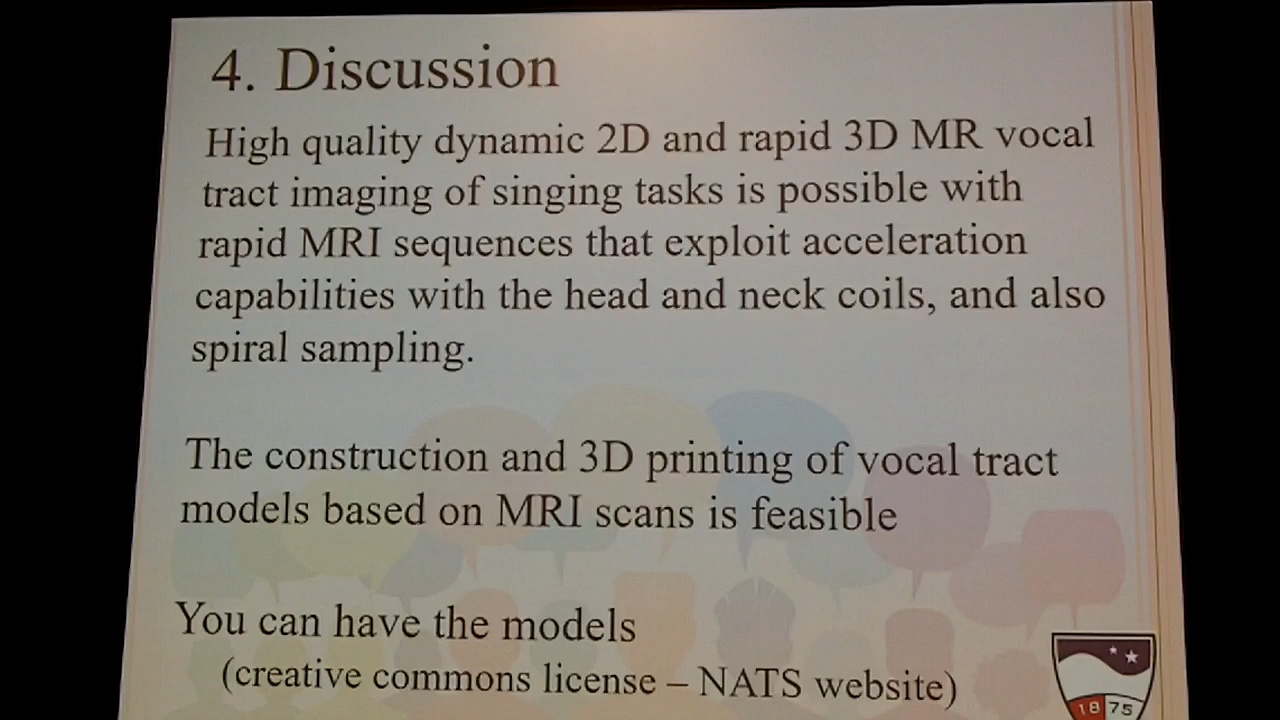 4. Discussion
High quality dynamic 2D and rapid 3D MR vocal
tract imaging of singing tasks is possible with
rapid MRI sequences that exploit acceleration
capabilities with the head and neck coils, and also
spiral sampling.
The construction and 3D printing of vocal tract
models based on MRI scans is feasible
You can have the models
(creative commons license – NATS website)
18 75